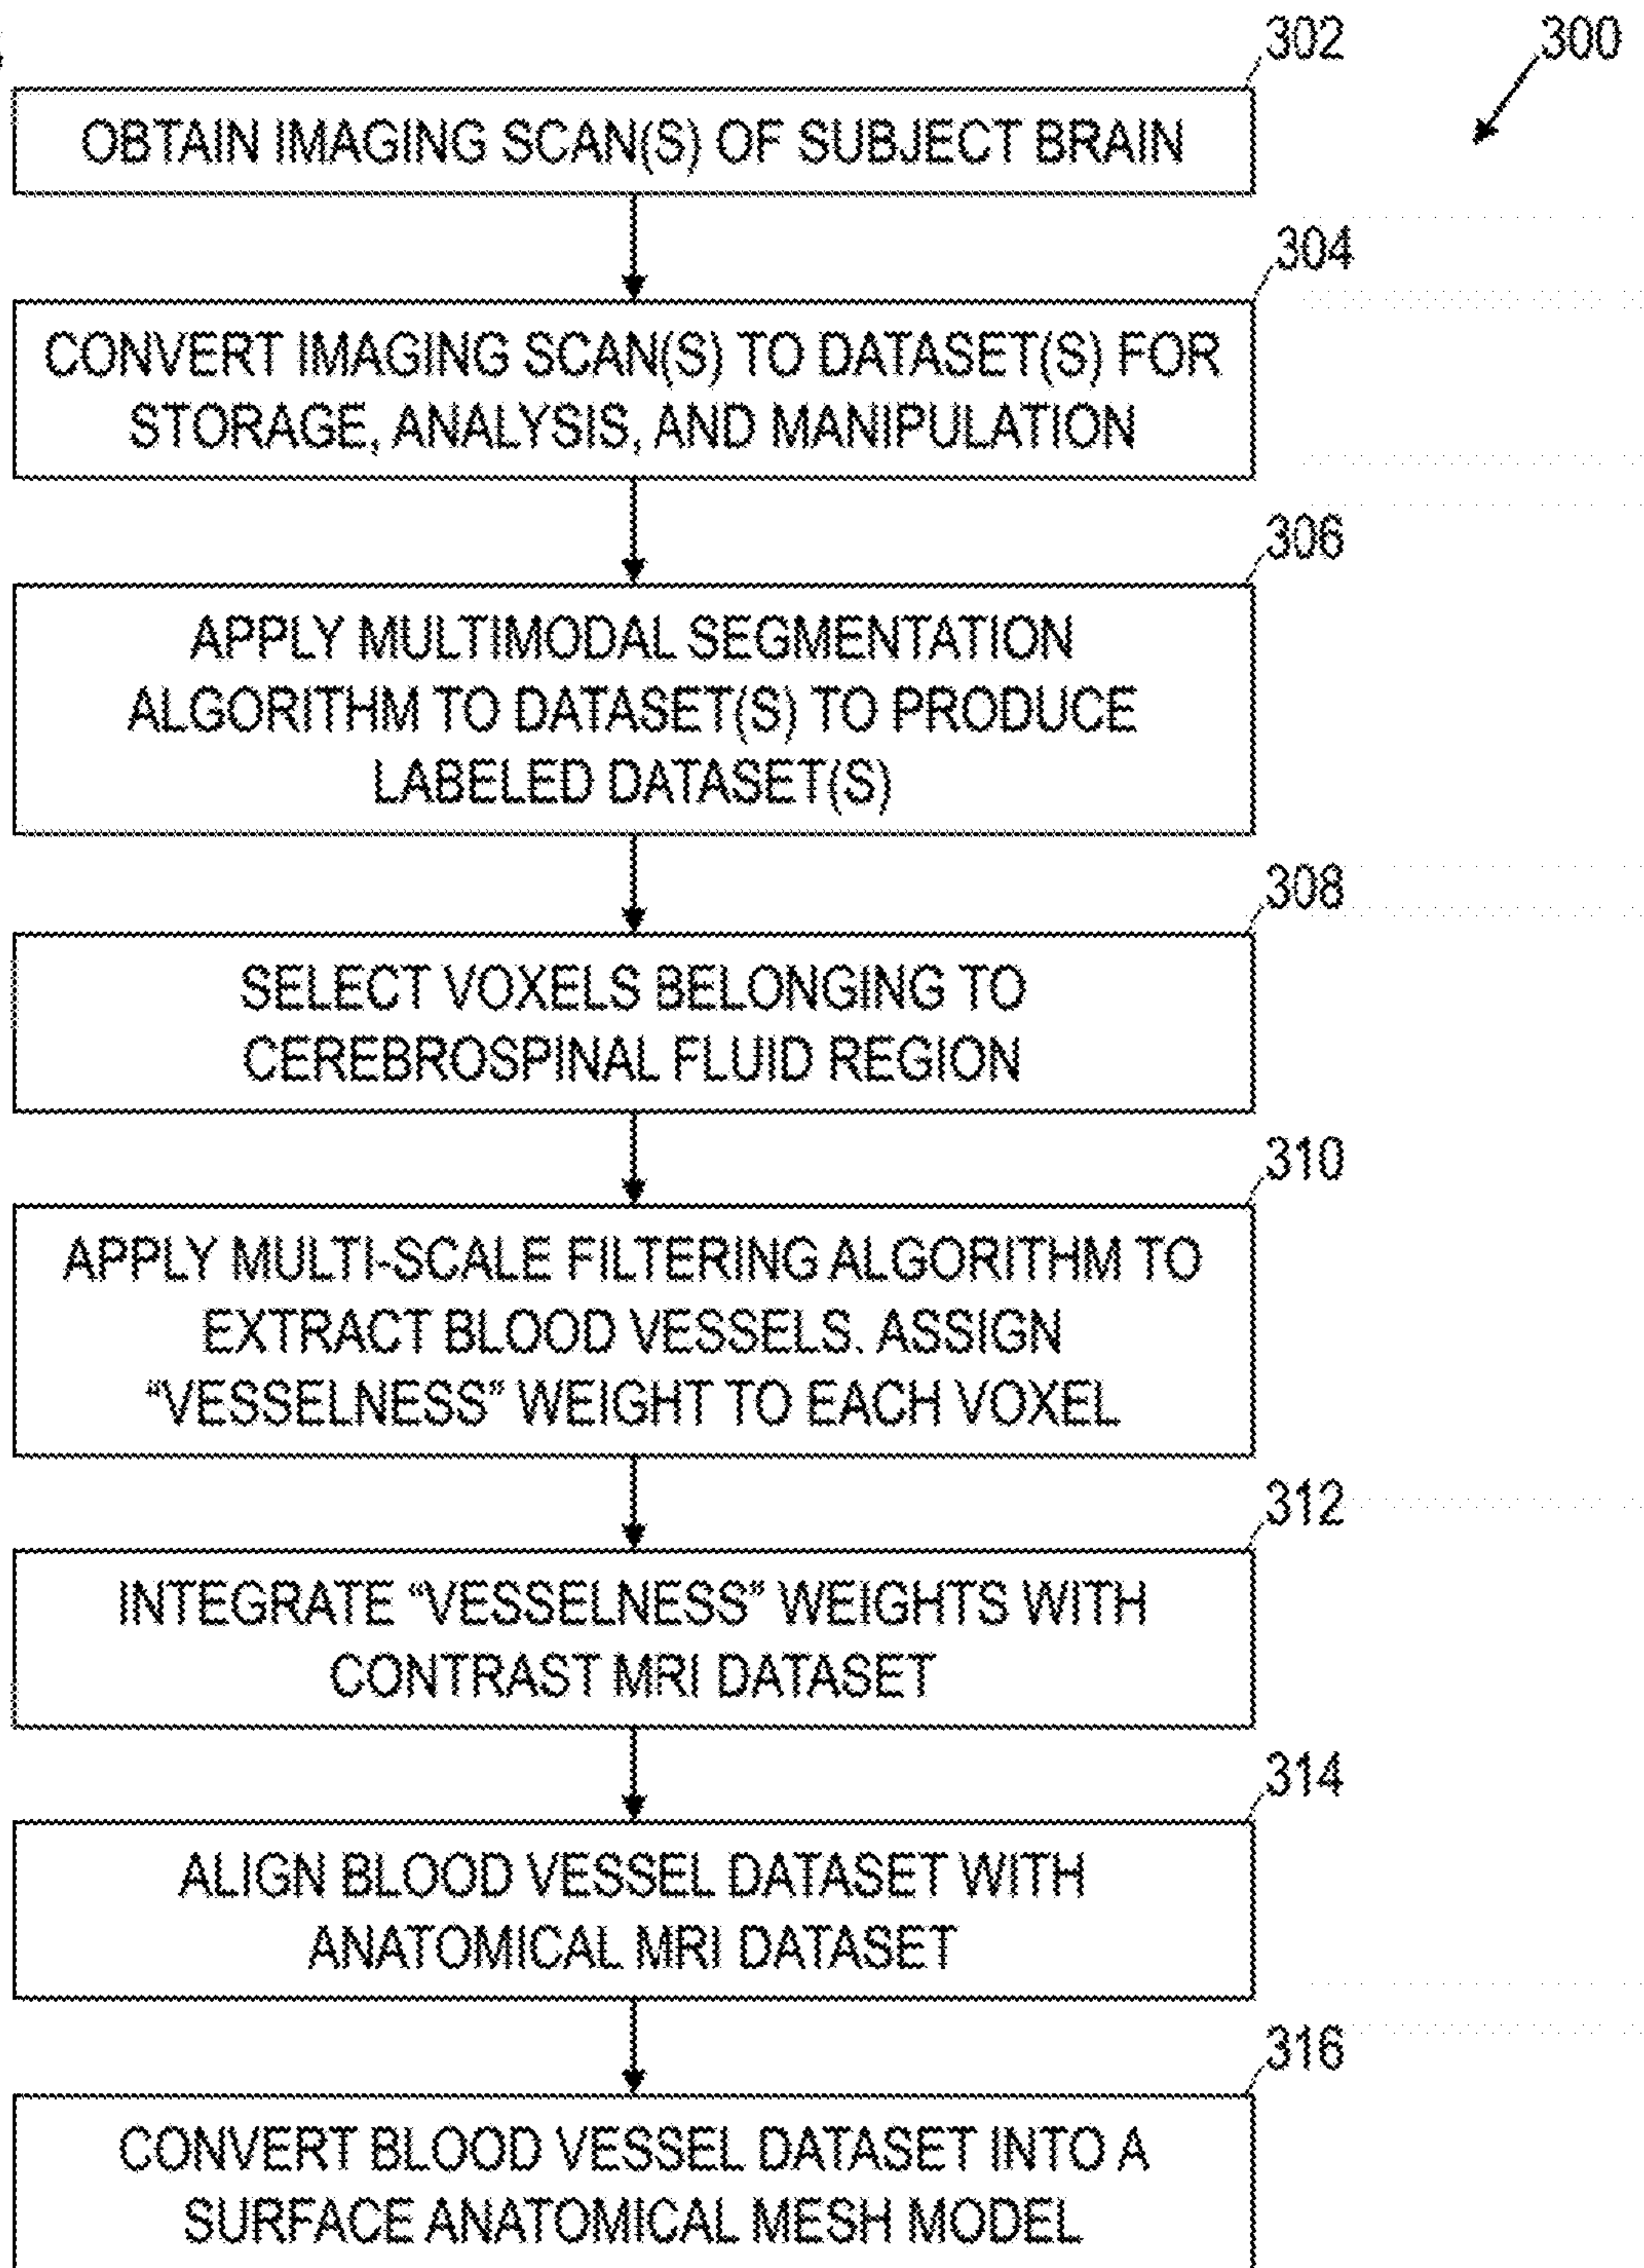 302
300
OBTAIN IMAGING SCAN(S) OF SUBJECT BRAIN
304
CONVERT IMAGING SCAN(S) TO DATASET(S) FOR
STORAGE, ANALYSIS, AND MANIPULATION
306
APPLY MULTIMODAL SEGMENTATION
ALGORITHM TO DATASET(S) TO PRODUCE
LABELED DATASET(S)
308
SELECT VOXELS BELONGING TO
CEREBROSPINAL FLUID REGION
310
APPLY MULTI-SCALE FILTERING ALGORITHM TO
EXTRACT BLOOD VESSELS. ASSIGN
“VESSELNESS” WEIGHT TO EACH VOXEL
312
INTEGRATE “VESSELNESS” WEIGHTS WITH
CONTRAST MRI DATASET
314
ALIGN BLOOD VESSEL DATASET WITH
ANATOMICAL MRI DATASET
316
CONVERT BLOOD VESSEL DATASET INTO A
SURFACE ANATOMICAL MESH MODEL